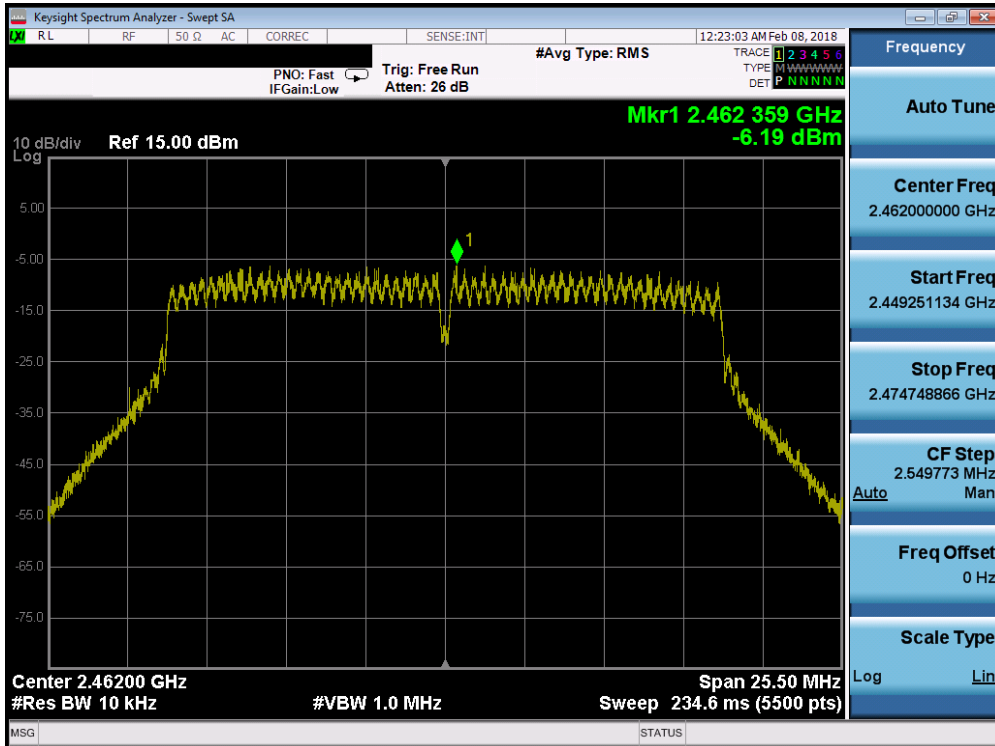 Keysight Spectrum Analyzer - Swept SA
LXI RL RF 50 Ω AC CORREC SENSE:INT 12:23:03 AM Feb 08, 2018
PNO: Fast
IFGain:Low
Trig: Free Run
Atten: 26 dB
#Avg Type: RMS
TRACE 1 2 3 4 5 6
TYPE M WWWWW
DET P N N N N N
Mkr1 2.462 359 GHz
-6.19 dBm
10 dB/div Ref 15.00 dBm
Log
1
5.00
-5.00
-15.0
-25.0
-35.0
-45.0
-55.0
-65.0
-75.0
Center 2.46200 GHz Span 25.50 MHz
#Res BW 10 kHz #VBW 1.0 MHz Sweep 234.6 ms (5500 pts)
MSG STATUS
Frequency
Auto Tune
Center Freq
2.462000000 GHz
Start Freq
2.449251134 GHz
Stop Freq
2.474748866 GHz
CF Step
2.549773 MHz
Auto Man
Freq Offset
0 Hz
Scale Type
Log Lin